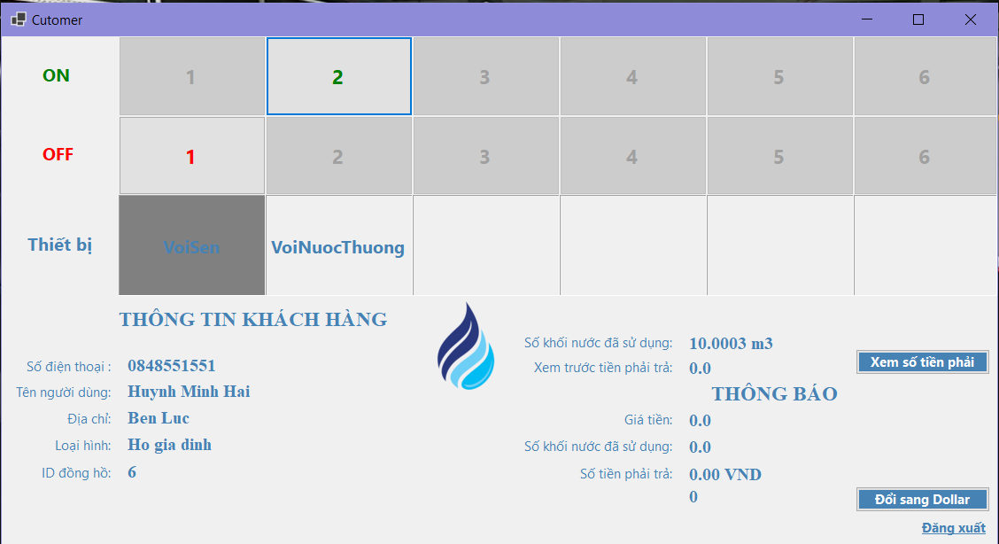 Cutomer
ON 1 2 3 4 5 6
OFF 1 2 3 4 5 6
Thiết bị VoiSen VoiNuocThuong
THÔNG TIN KHÁCH HÀNG
Số điện thoại : 0848551551
Tên người dùng: Huynh Minh Hai
Địa chỉ: Ben Luc
Loại hình: Ho gia dinh
ID đồng hồ: 6
Số khối nước đã sử dụng: 10.0003 m3
Xem trước tiền phải trả: 0.0
Xem số tiền phải
THÔNG BÁO
Giá tiền: 0.0
Số khối nước đã sử dụng: 0.0
Số tiền phải trả: 0.00 VND
0
Đổi sang Dollar
Đăng xuất